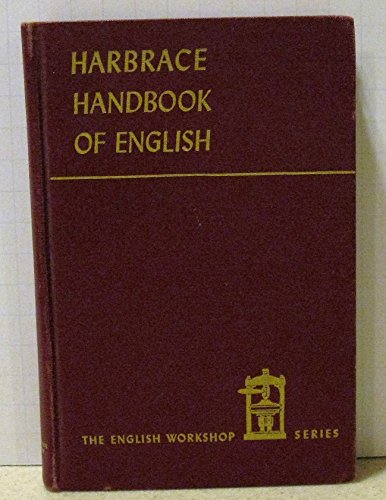 HARBRACE
HANDBOOK
OF ENGLISH
THE ENGLISH WORKSHOP SERIES